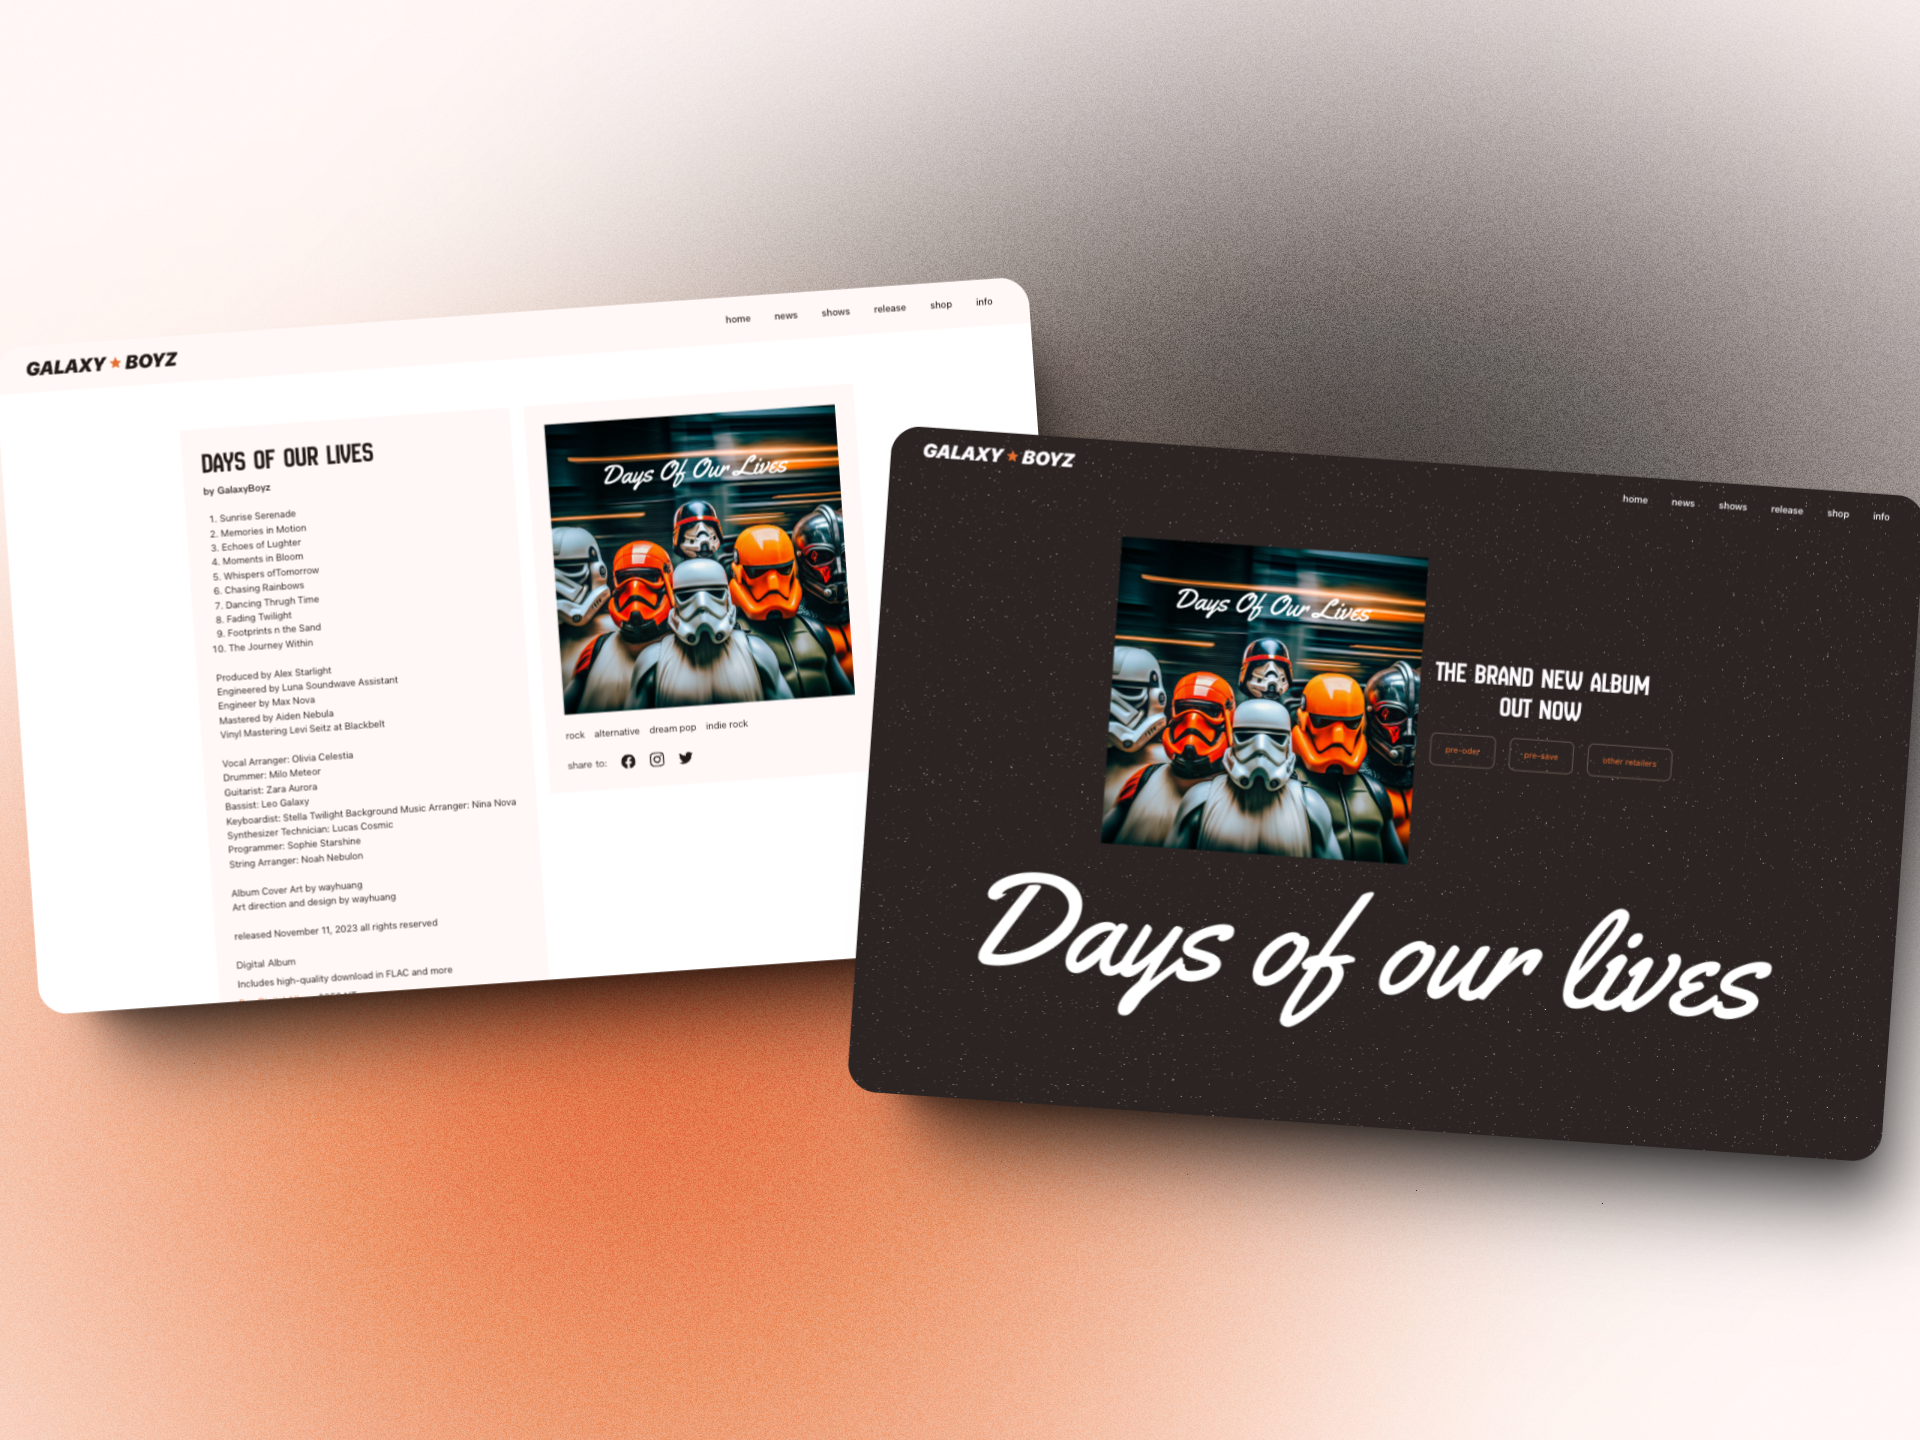 GALAXY★BOYZ
home news shows release shop info
DAYS OF OUR LIVES
by GalaxyBoyz
1. Sunrise Serenade
2. Memories in Motion
3. Echoes of Lughter
4. Moments in Bloom
5. Whispers ofTomorrow
6. Chasing Rainbows
7. Dancing Thrugh Time
8. Fading Twilight
9. Footprints n the Sand
10. The Journey Within
Produced by Alex Starlight
Engineered by Luna Soundwave Assistant
Engineer by Max Nova
Mastered by Aiden Nebula
Vinyl Mastering Levi Seitz at Blackbelt
Vocal Arranger: Olivia Celestia
Drummer: Milo Meteor
Guitarist: Zara Aurora
Bassist: Leo Galaxy
Keyboardist: Stella Twilight Background Music Arranger: Nina Nova
Synthesizer Technician: Lucas Cosmic
Programmer: Sophie Starshine
String Arranger: Noah Nebulon
Album Cover Art by wayhuang
Art direction and design by wayhuang
released November 11, 2023 all rights reserved
Digital Album
Includes high-quality download in FLAC and more
Days Of Our Lives
rock alternative dream pop indie rock
share to:
GALAXY★BOYZ
home news shows release shop info
Days Of Our Lives
THE BRAND NEW ALBUM
OUT NOW
pre-oder pre-save other retailers
Days of our lives